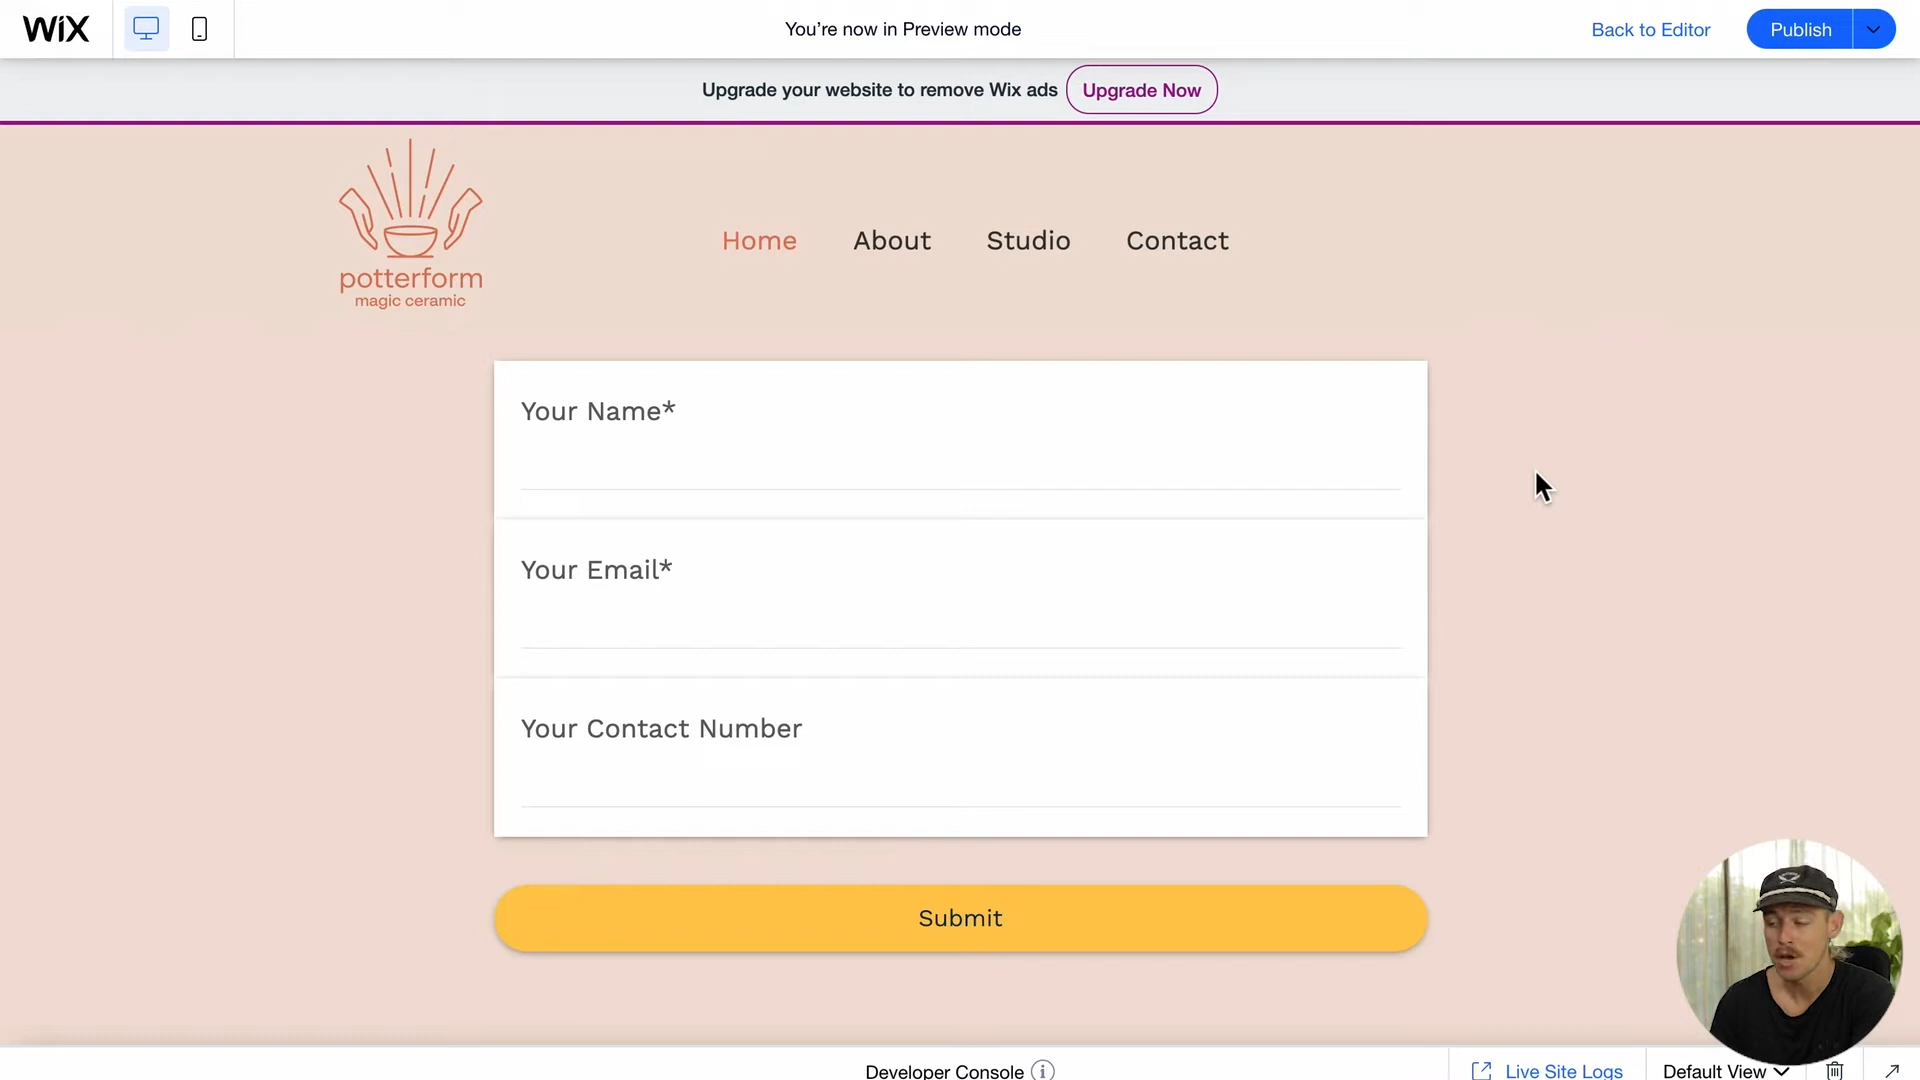 WiX
You're now in Preview mode
Back to Editor
Publish
Upgrade your website to remove Wix ads
Upgrade Now
potterform
magic ceramic
Home
About
Studio
Contact
Your Name*
Your Email*
Your Contact Number
Submit
Developer Console
Live Site Logs
Default View